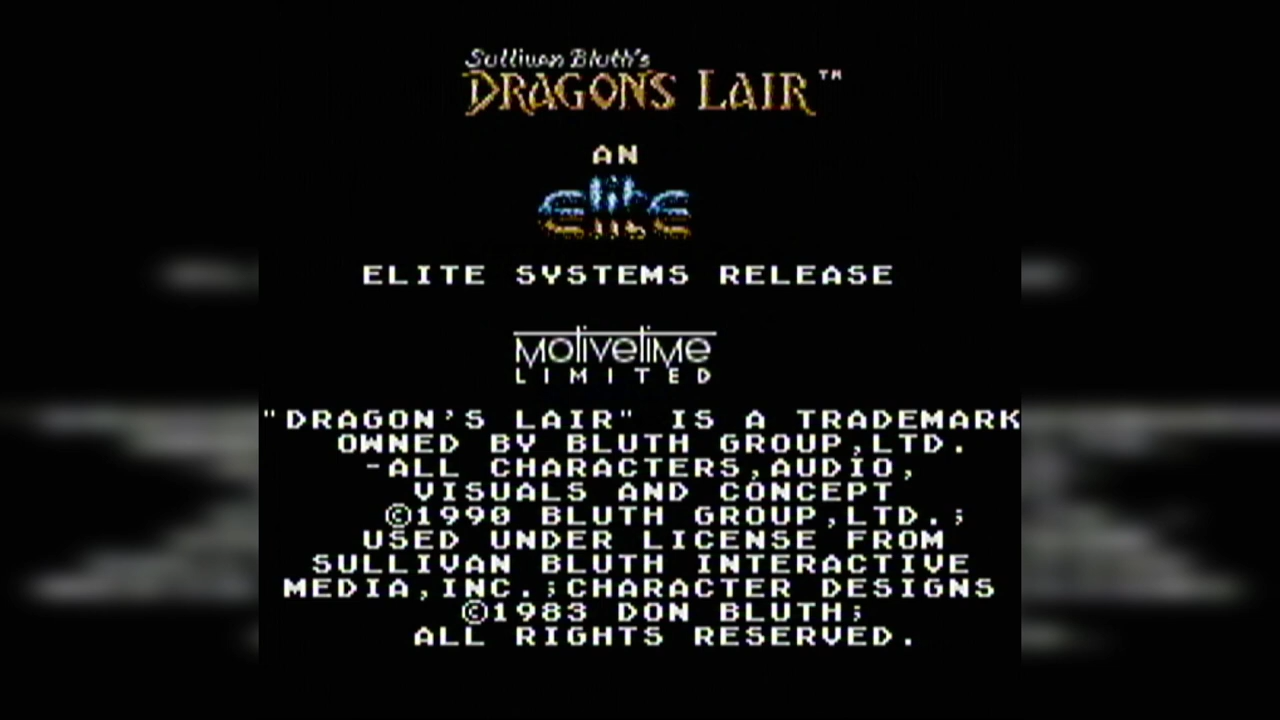 Sullivan Bluth's
DRAGON'S LAIR™
AN
elite
ELITE SYSTEMS RELEASE
MOTIVETIME
LIMITED
"DRAGON'S LAIR" IS A TRADEMARK
OWNED BY BLUTH GROUP,LTD.
-ALL CHARACTERS,AUDIO,
VISUALS AND CONCEPT
©1990 BLUTH GROUP,LTD.;
USED UNDER LICENSE FROM
SULLIVAN BLUTH INTERACTIVE
MEDIA,INC.;CHARACTER DESIGNS
©1983 DON BLUTH;
ALL RIGHTS RESERVED.